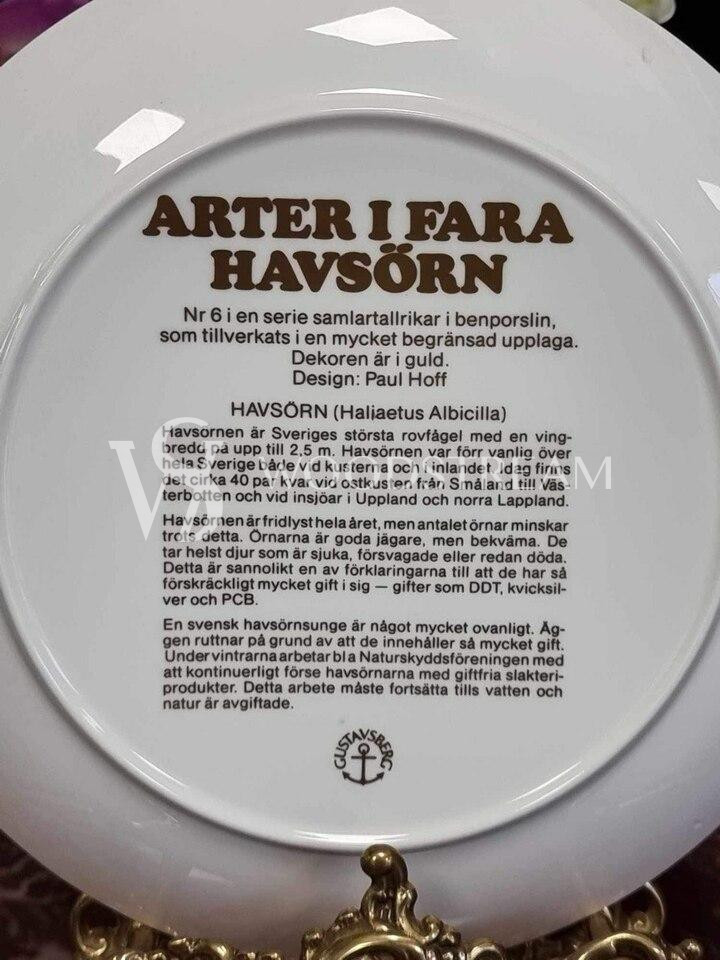 ARTER I FARA
HAVSÖRN
Nr 6 i en serie samlartallrikar i benporslin,
som tillverkats i en mycket begränsad upplaga.
Dekoren är i guld.
Design: Paul Hoff
HAVSÖRN (Haliaetus Albicilla)
Havsörnen är Sveriges största rovfågel med en ving-
bredd på upp till 2,5 m. Havsörnen var förr vanlig över
hela Sverige både vid kusterna och i inlandet. Idag finns
det cirka 40 par kvar vid ostkusten från Småland till Väs-
terbotten och vid insjöar i Uppland och norra Lappland.
Havsörnen är fridlyst hela året, men antalet örnar minskar
trots detta. Örnarna är goda jägare, men bekväma. De
tar helst djur som är sjuka, försvagade eller redan döda.
Detta är sannolikt en av förklaringarna till att de har så
förskräckligt mycket gift i sig — gifter som DDT, kvicksil-
ver och PCB.
En svensk havsörnsunge är något mycket ovanligt. Äg-
gen ruttnar på grund av att de innehåller så mycket gift.
Under vintrarna arbetar bl a Naturskyddsföreningen med
att kontinuerligt förse havsörnarna med giftfria slakteri-
produkter. Detta arbete måste fortsätta tills vatten och
natur är avgiftade.
GUSTAVSBERG
WS WOODSTREAM